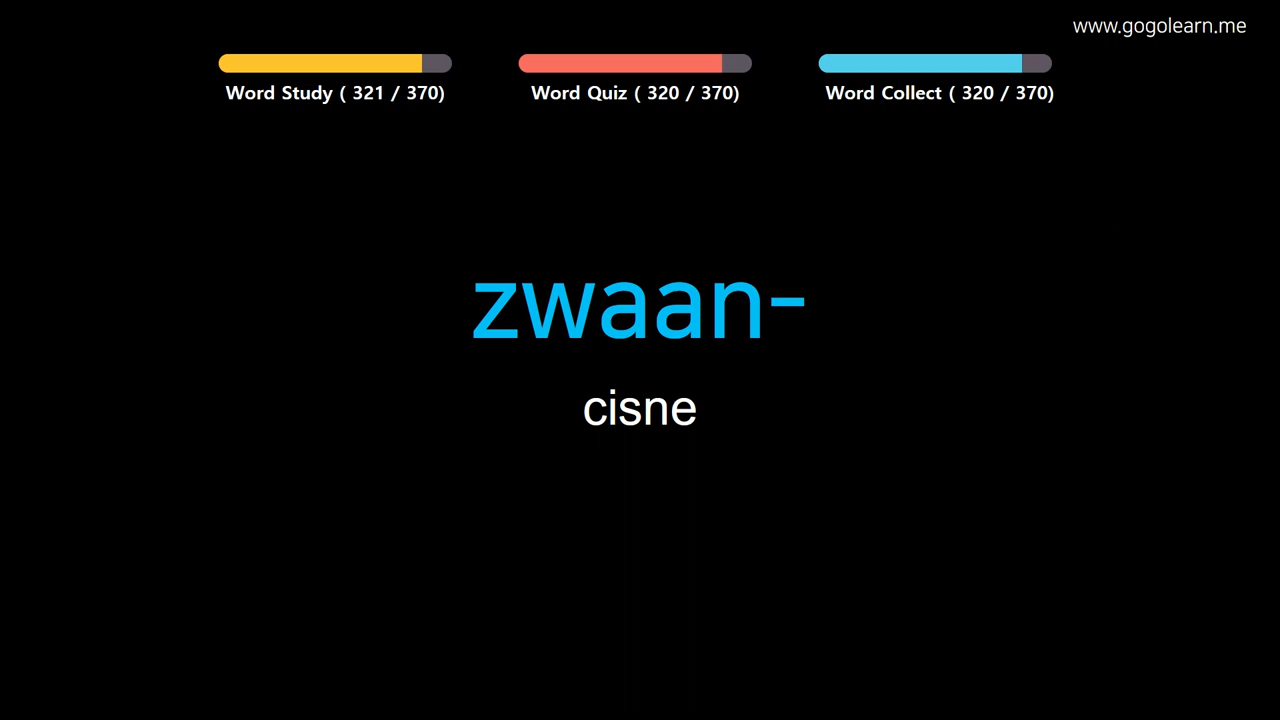 www.gogolearn.me
Word Study ( 321 / 370)
Word Quiz ( 320 / 370)
Word Collect ( 320 / 370)
zwaan-
cisne